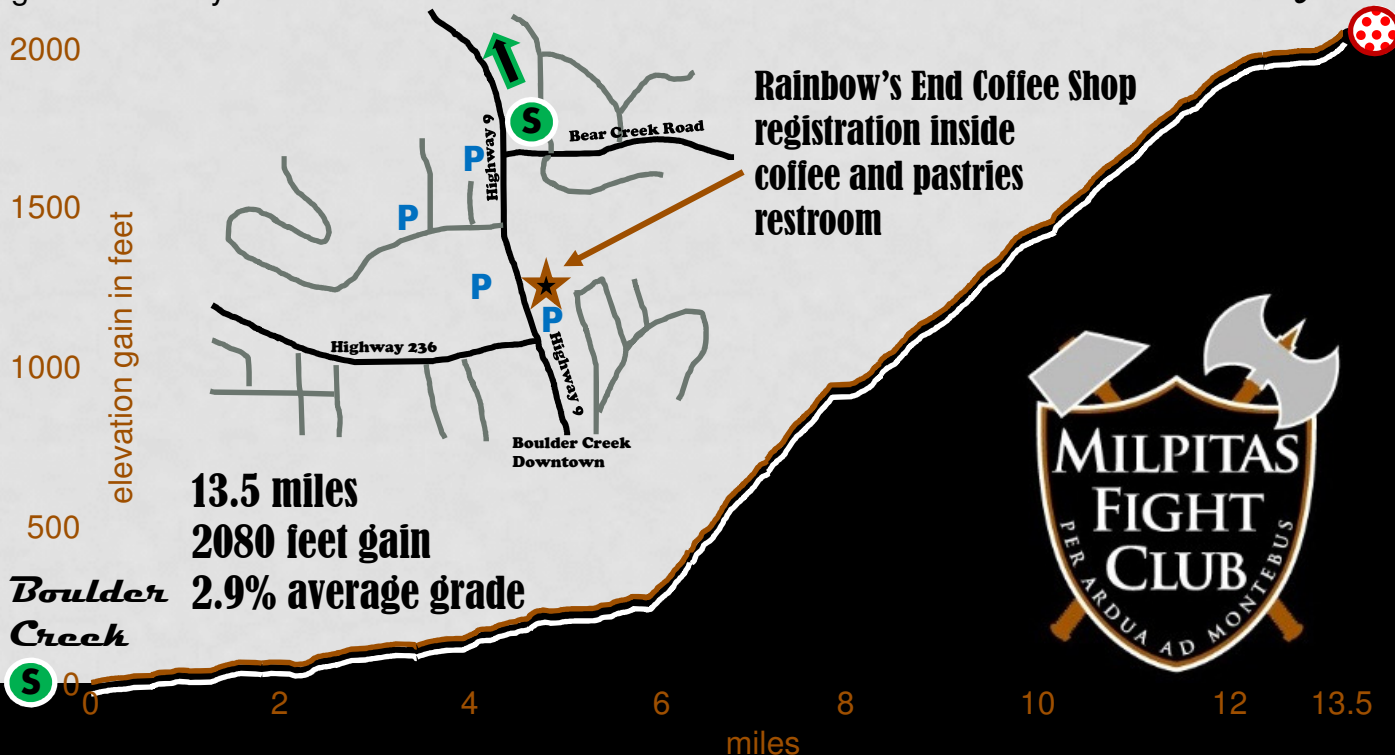 2000
1500
1000
500
0
elevation gain in feet
S
Highway 9
Bear Creek Road
P
P
P
P
Highway 236
Highway 9
Boulder Creek
Downtown
Rainbow's End Coffee Shop
registration inside
coffee and pastries
restroom
13.5 miles
2080 feet gain
2.9% average grade
Boulder
Creek
S
MILPITAS
FIGHT
CLUB
PER ARDUA AD MONTEBUS
0 2 4 6 8 10 12 13.5
miles